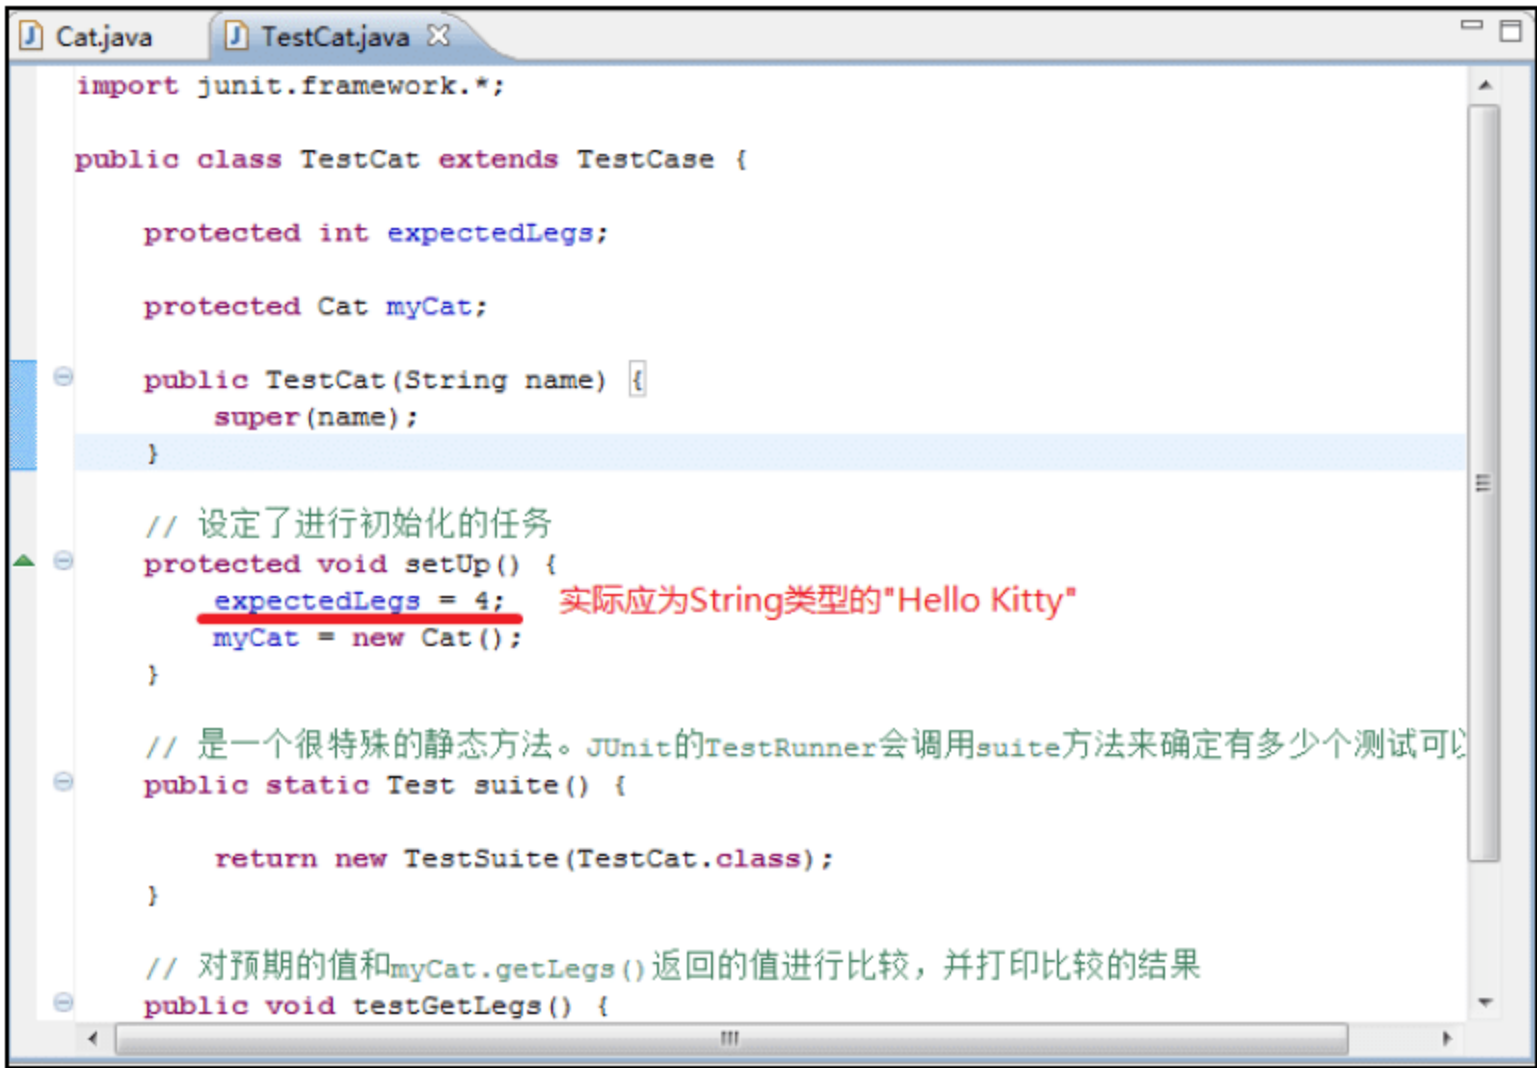 Cat.java
TestCat.java
import junit.framework.*;
public class TestCat extends TestCase {
protected int expectedLegs;
protected Cat myCat;
public TestCat(String name) {
super(name);
}
// 设定了进行初始化的任务
protected void setUp() {
expectedLegs = 4; 实际应为String类型的"Hello Kitty"
myCat = new Cat();
}
// 是一个很特殊的静态方法。JUnit的TestRunner会调用suite方法来确定有多少个测试可以
public static Test suite() {
return new TestSuite(TestCat.class);
}
// 对预期的值和myCat.getLegs()返回的值进行比较，并打印比较的结果
public void testGetLegs() {